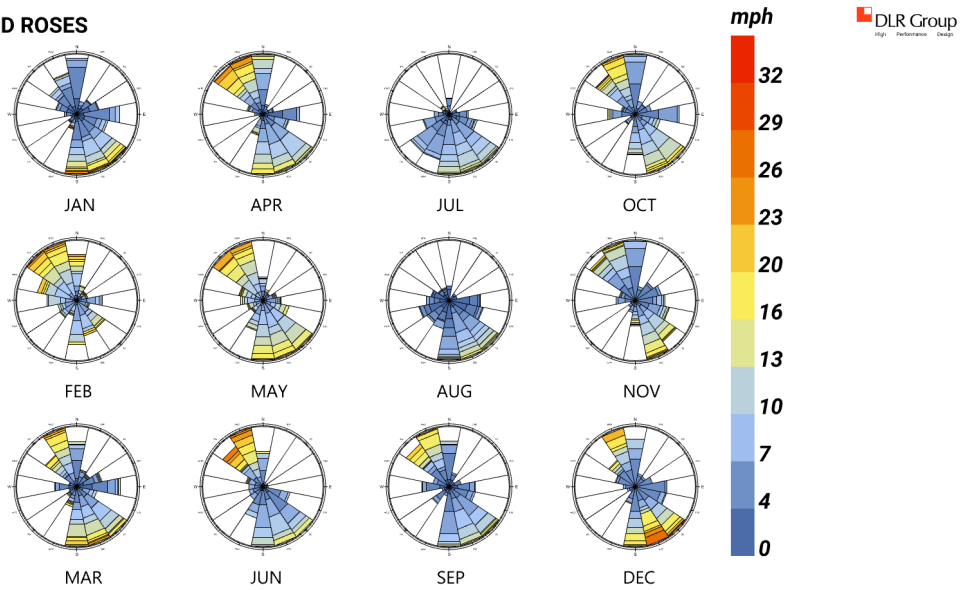 D ROSES
mph
DLR Group
High Performance Design
JAN
APR
JUL
OCT
FEB
MAY
AUG
NOV
MAR
JUN
SEP
DEC
32
29
26
23
20
16
13
10
7
4
0
N
W
E
S
N
W
E
S
N
W
E
S
N
W
E
S
N
W
E
S
N
W
E
S
N
W
E
S
N
W
E
S
N
W
E
S
N
W
E
S
N
W
E
S
N
W
E
S